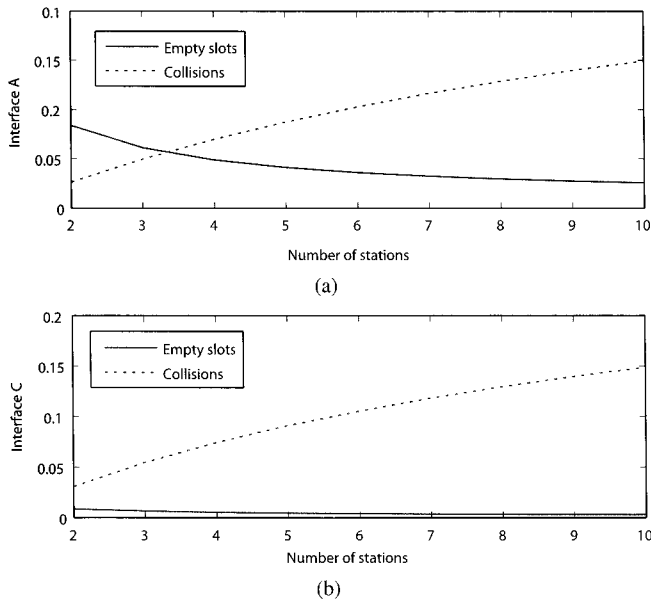 0.1
Empty slots
Collisions
0.15
0.2
0.05
0
Interface A
2 3 4 5 6 7 8 9 10
Number of stations
(a)
0.2
Empty slots
Collisions
0.15
0.1
0.05
0
Interface C
2 3 4 5 6 7 8 9 10
Number of stations
(b)